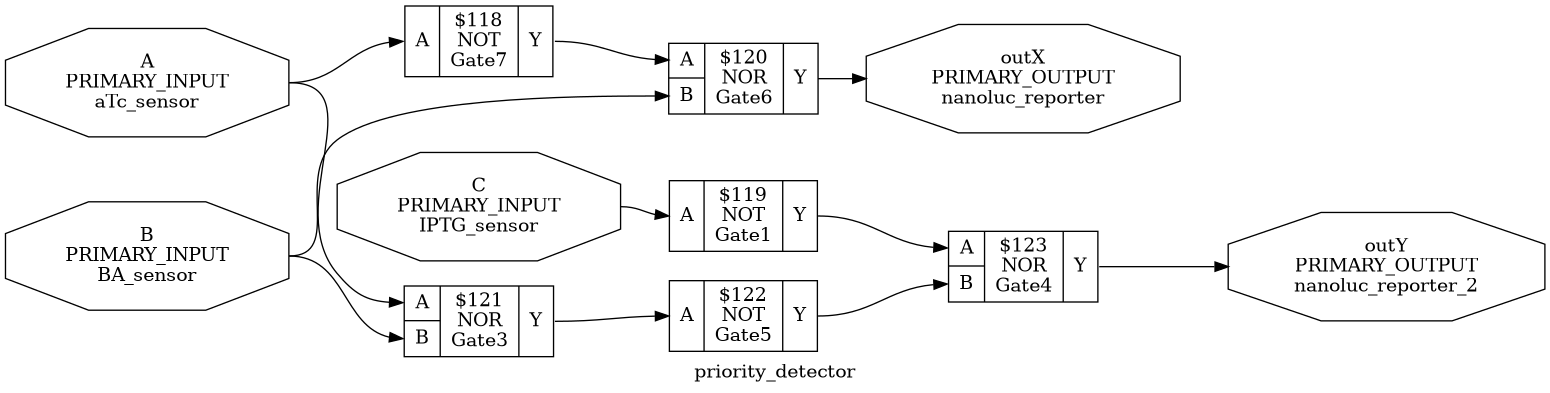 A
PRIMARY_INPUT
aTc_sensor
A
$118
NOT
Gate7
Y
A
B
$120
NOR
Gate6
Y
outX
PRIMARY_OUTPUT
nanoluc_reporter
B
PRIMARY_INPUT
BA_sensor
C
PRIMARY_INPUT
IPTG_sensor
A
$119
NOT
Gate1
Y
A
B
$121
NOR
Gate3
Y
A
$122
NOT
Gate5
Y
A
B
$123
NOR
Gate4
Y
outY
PRIMARY_OUTPUT
nanoluc_reporter_2
priority_detector